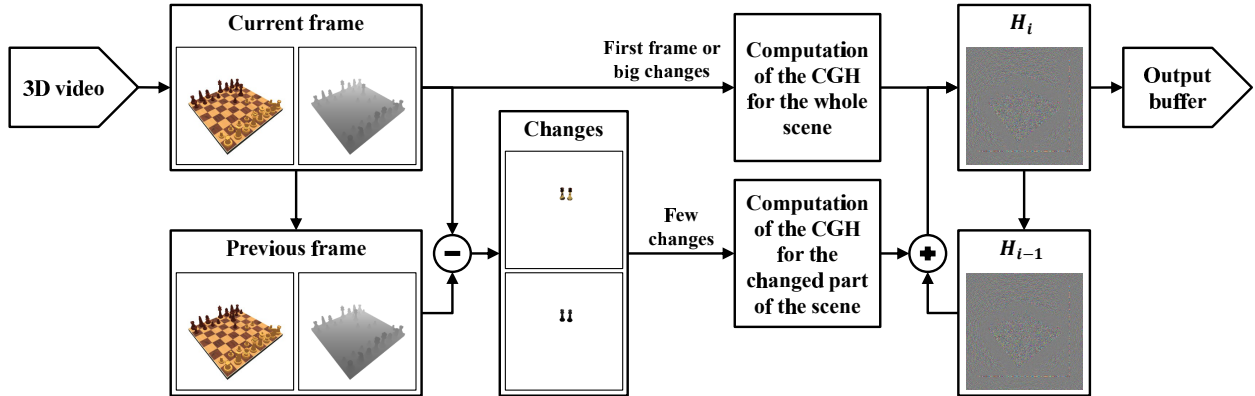 3D video
Current frame
Previous frame
Changes
First frame or
big changes
Few
changes
Computation
of the CGH
for the whole
scene
Computation
of the CGH
for the
changed part
of the scene
H_i
H_{i−1}
Output
buffer